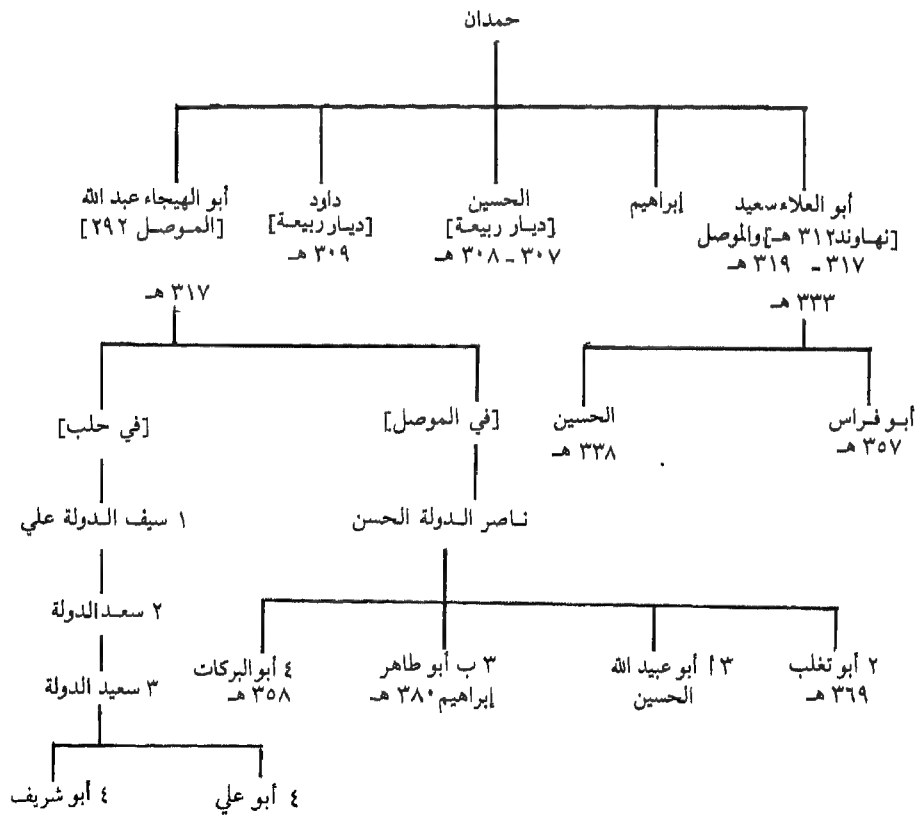 حمدان
أبو العلاء سعيد
[نهاوند ٣١٢ هـ] والموصل
٣١٧ - ٣١٩ هـ
٣٣٣ هـ
إبراهيم
الحسين
[ديار ربيعة]
٣٠٧ - ٣٠٨ هـ
داود
[ديار ربيعة]
٣٠٩ هـ
أبو الهيجاء عبد الله
[الموصل ٢٩٢]
٣١٧ هـ
أبو فراس
٣٥٧ هـ
الحسين
٣٣٨ هـ
[في الموصل]
[في حلب]
ناصر الدولة الحسن
١ سيف الدولة علي
٢ أبو تغلب
٣٦٩ هـ
٣ أ أبو عبيد الله
الحسين
٣ ب أبو طاهر
إبراهيم ٣٨٠ هـ
٤ أبو البركات
٣٥٨ هـ
٢ سعد الدولة
٣ سعيد الدولة
٤ أبو علي
٤ أبو شريف